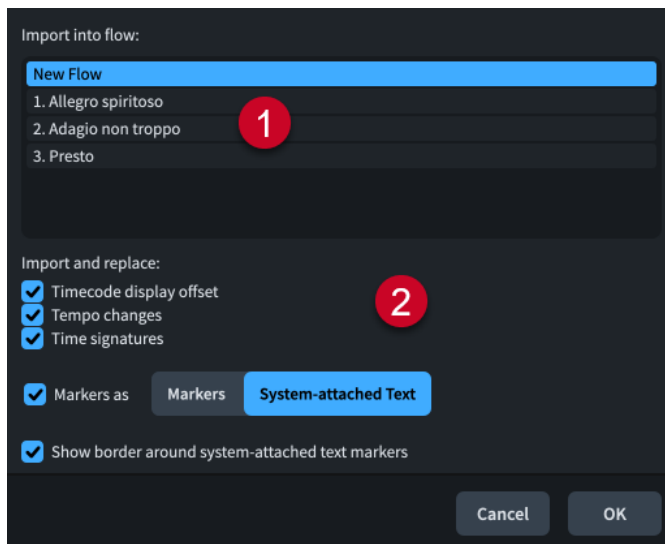 Import into flow:
New Flow
1. Allegro spiritoso
2. Adagio non troppo
1
3. Presto
Import and replace:
Timecode display offset
Tempo changes
2
Time signatures
Markers as Markers System-attached Text
Show border around system-attached text markers
Cancel OK